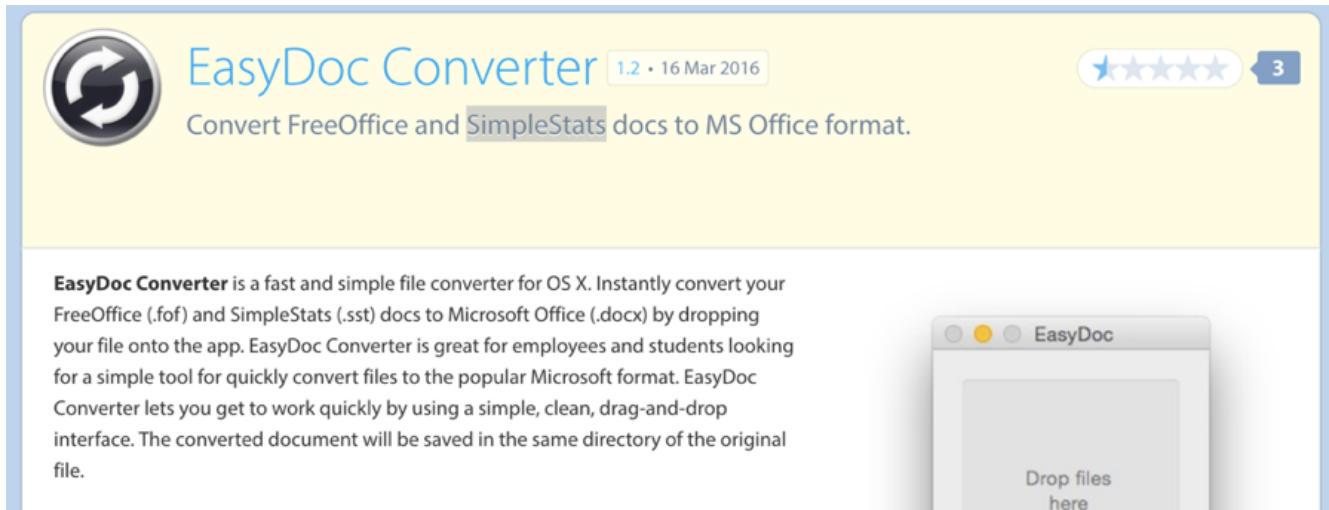 EasyDoc Converter 1.2 • 16 Mar 2016 3
Convert FreeOffice and SimpleStats docs to MS Office format.
EasyDoc Converter is a fast and simple file converter for OS X. Instantly convert your
FreeOffice (.fof) and SimpleStats (.sst) docs to Microsoft Office (.docx) by dropping
your file onto the app. EasyDoc Converter is great for employees and students looking
for a simple tool for quickly convert files to the popular Microsoft format. EasyDoc
Converter lets you get to work quickly by using a simple, clean, drag-and-drop
interface. The converted document will be saved in the same directory of the original
file.
EasyDoc
Drop files
here